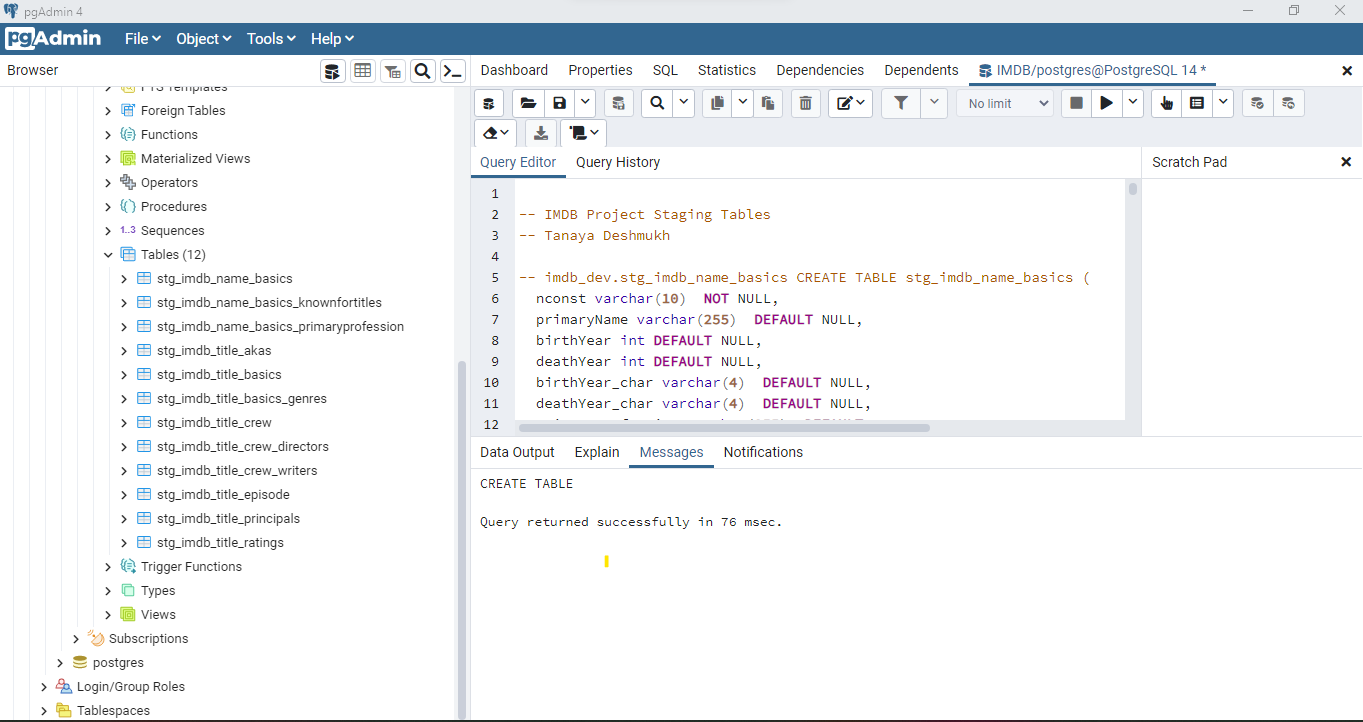 pgAdmin 4
pgAdmin File Object Tools Help
Browser
Dashboard Properties SQL Statistics Dependencies Dependents IMDB/postgres@PostgreSQL 14 *
No limit
FTS Templates
Foreign Tables
Functions
Materialized Views
Operators
Procedures
1..3 Sequences
Tables (12)
stg_imdb_name_basics
stg_imdb_name_basics_knownfortitles
stg_imdb_name_basics_primaryprofession
stg_imdb_title_akas
stg_imdb_title_basics
stg_imdb_title_basics_genres
stg_imdb_title_crew
stg_imdb_title_crew_directors
stg_imdb_title_crew_writers
stg_imdb_title_episode
stg_imdb_title_principals
stg_imdb_title_ratings
Trigger Functions
Types
Views
Subscriptions
postgres
Login/Group Roles
Tablespaces
Query Editor Query History
Scratch Pad
1
2 -- IMDB Project Staging Tables
3 -- Tanaya Deshmukh
4
5 -- imdb_dev.stg_imdb_name_basics CREATE TABLE stg_imdb_name_basics (
6 nconst varchar(10) NOT NULL,
7 primaryName varchar(255) DEFAULT NULL,
8 birthYear int DEFAULT NULL,
9 deathYear int DEFAULT NULL,
10 birthYear_char varchar(4) DEFAULT NULL,
11 deathYear_char varchar(4) DEFAULT NULL,
12
Data Output Explain Messages Notifications
CREATE TABLE
Query returned successfully in 76 msec.